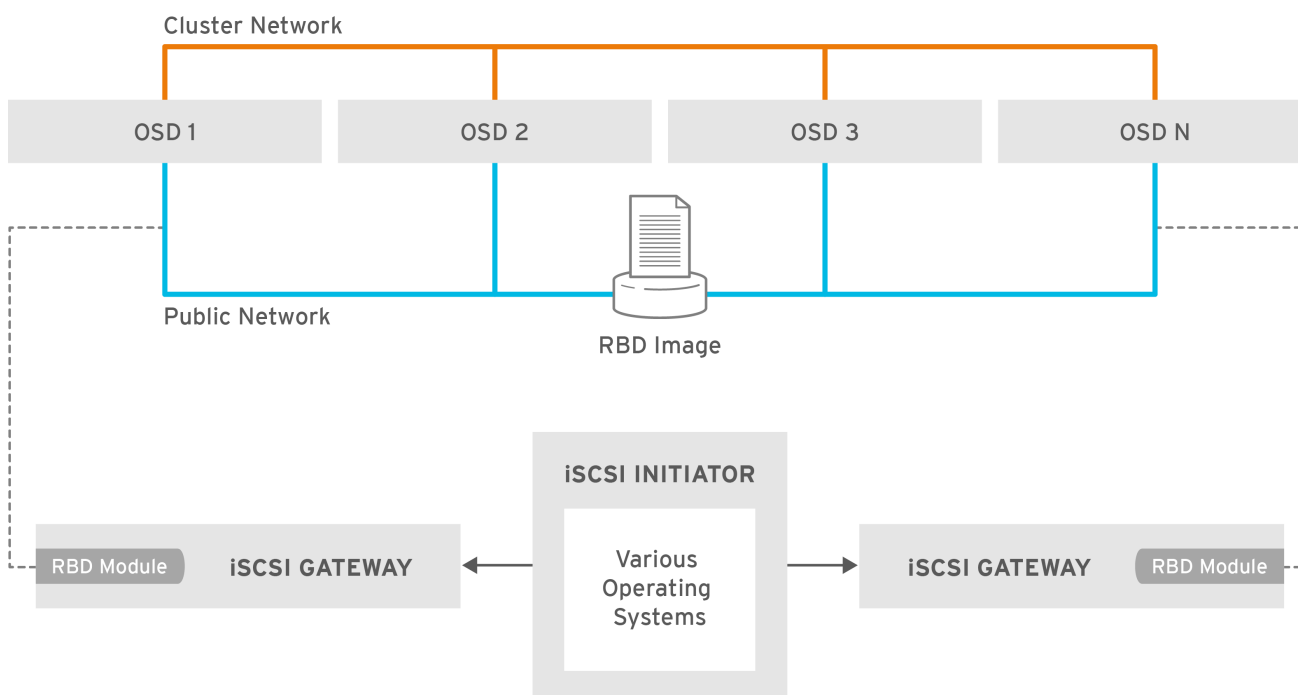 Cluster Network
OSD 1
OSD 2
OSD 3
OSD N
Public Network
RBD Image
iSCSI INITIATOR
RBD Module
iSCSI GATEWAY
Various
Operating
Systems
iSCSI GATEWAY
RBD Module